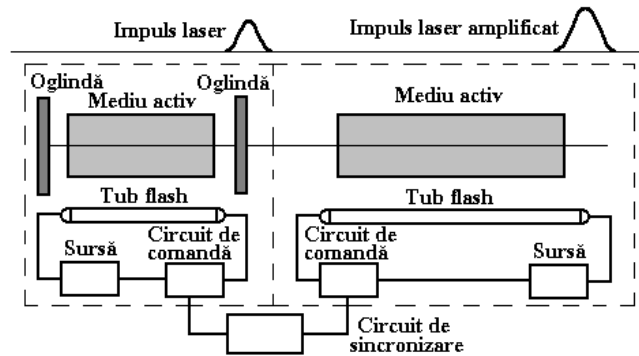 Impuls laser
Impuls laser amplificat
Oglindă
Oglindă
Mediu activ
Mediu activ
Tub flash
Tub flash
Sursă
Circuit de
comandă
Circuit de
comandă
Sursă
Circuit de
sincronizare